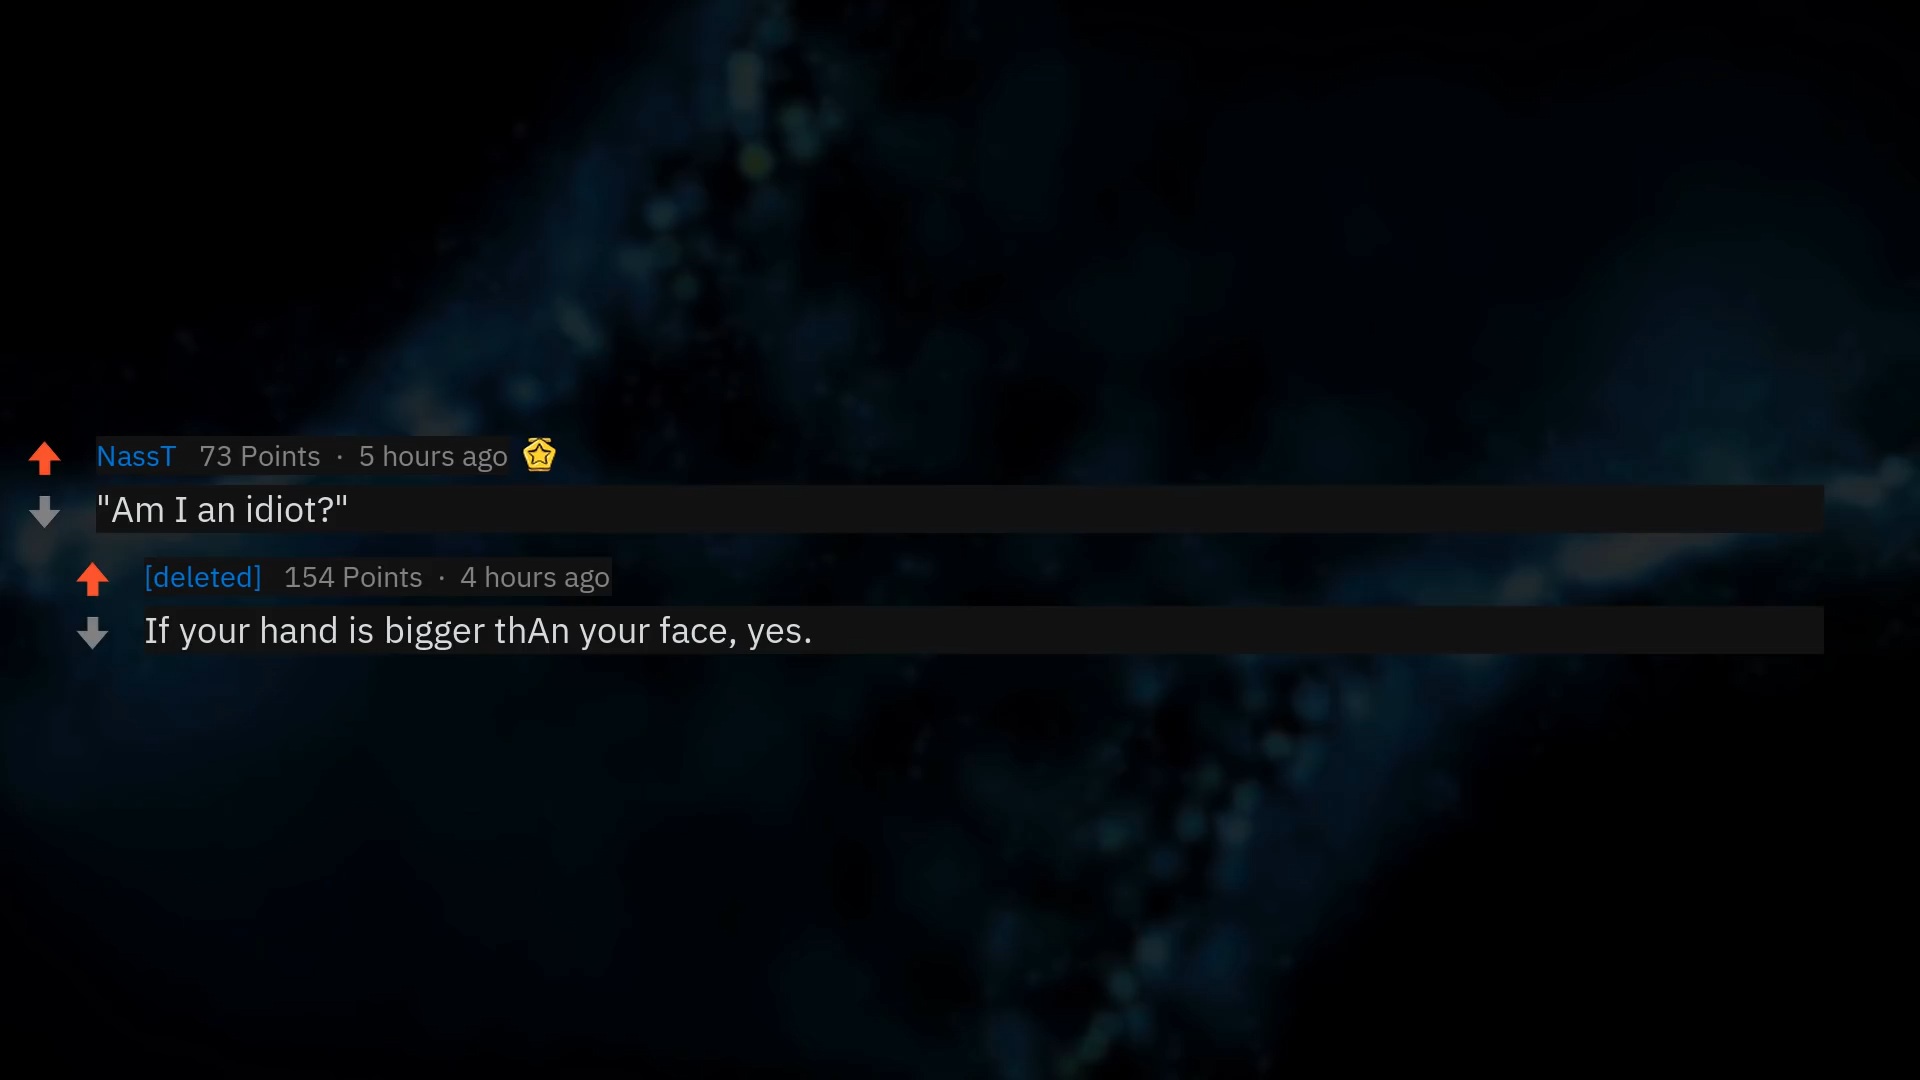 NassT 73 Points · 5 hours ago
"Am I an idiot?"
[deleted] 154 Points · 4 hours ago
If your hand is bigger thAn your face, yes.